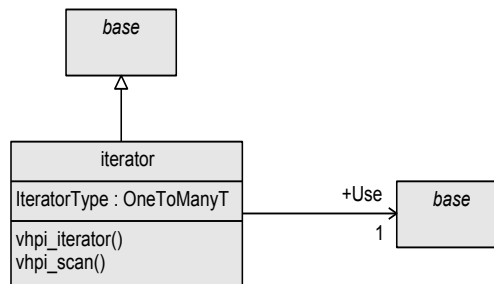 base
iterator
IteratorType : OneToManyT
vhpi_iterator()
vhpi_scan()
+Use
1
base